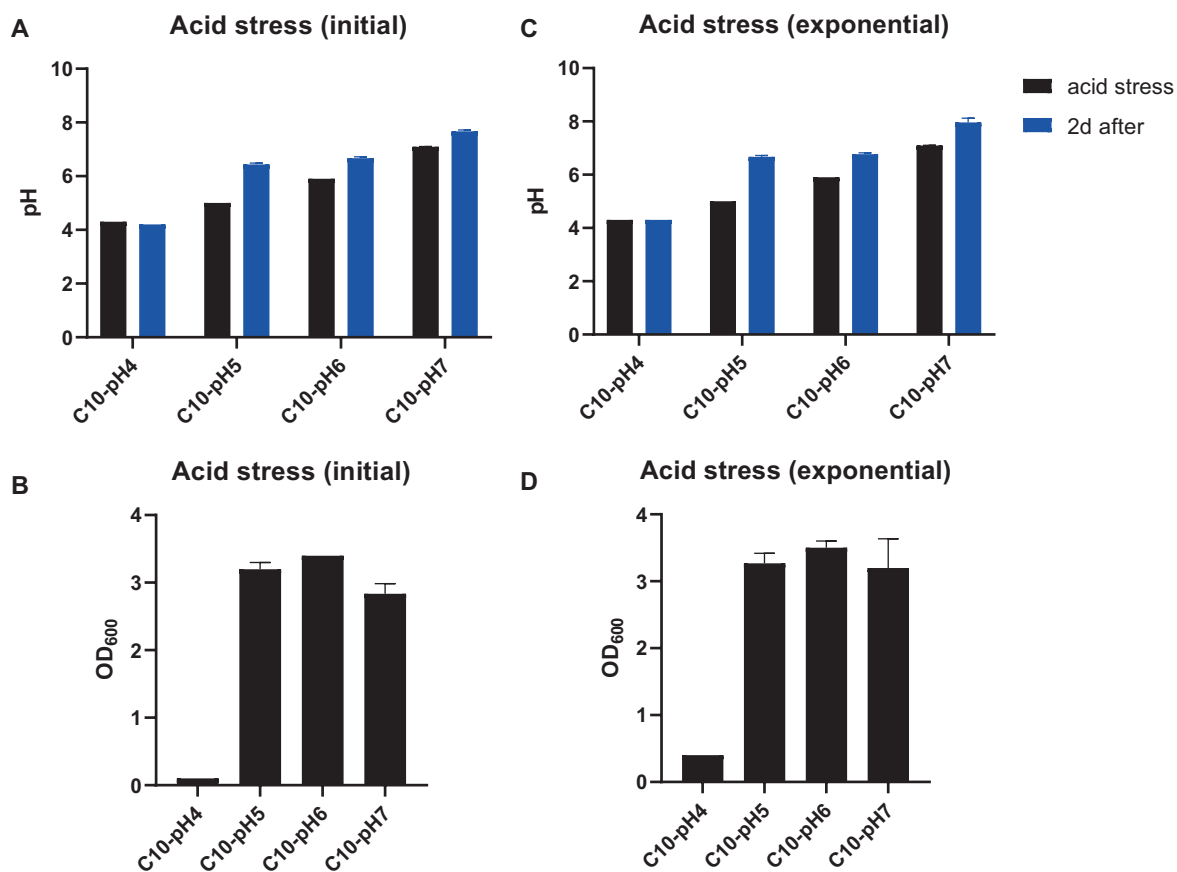 A
Acid stress (initial)
pH
10
8
6
4
2
0
C10-pH4
C10-pH5
C10-pH6
C10-pH7
C
Acid stress (exponential)
pH
10
8
6
4
2
0
C10-pH4
C10-pH5
C10-pH6
C10-pH7
acid stress
2d after
B
Acid stress (initial)
OD600
4
3
2
1
0
C10-pH4
C10-pH5
C10-pH6
C10-pH7
D
Acid stress (exponential)
OD600
4
3
2
1
0
C10-pH4
C10-pH5
C10-pH6
C10-pH7